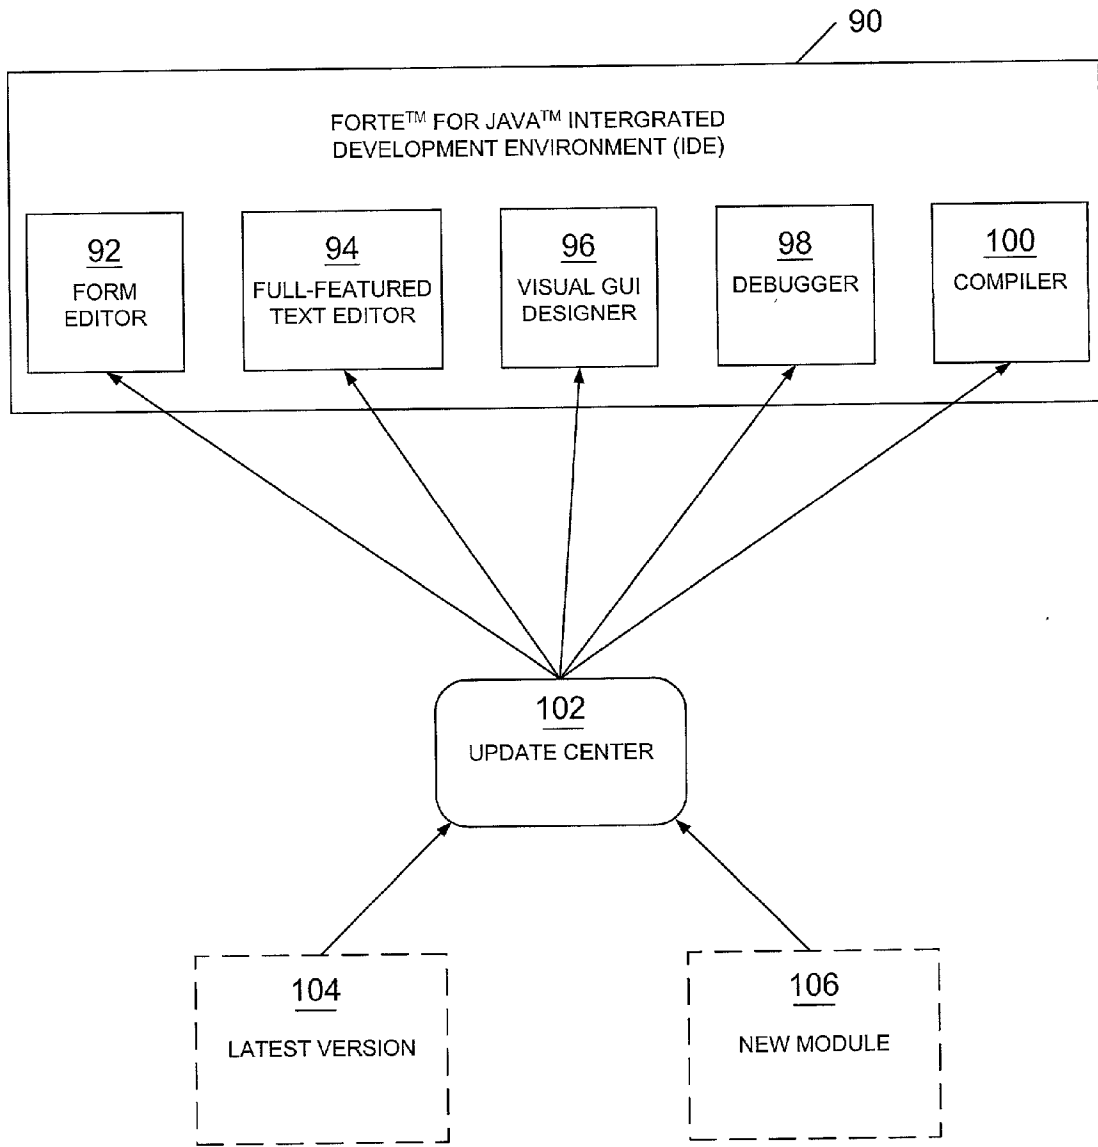 90
FORTE™ FOR JAVA™ INTERGRATED
DEVELOPMENT ENVIRONMENT (IDE)
92
FORM
EDITOR
94
FULL-FEATURED
TEXT EDITOR
96
VISUAL GUI
DESIGNER
98
DEBUGGER
100
COMPILER
102
UPDATE CENTER
104
LATEST VERSION
106
NEW MODULE